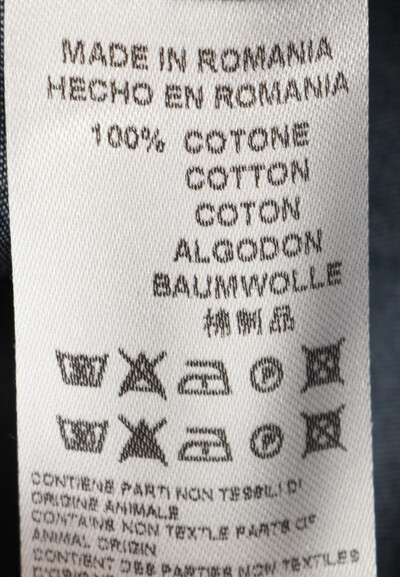 MADE IN ROMANIA
HECHO EN ROMANIA
100% COTONE
COTTON
COTON
ALGODON
BAUMWOLLE
棉制品
P
P
CONTIENE PARTI NON TESSILI DI
ORIGINE ANIMALE
CONTAINS NON TEXTILE PARTS OF
ANIMAL ORIGIN
CONTIENT DES PARTIES NON TEXTILES